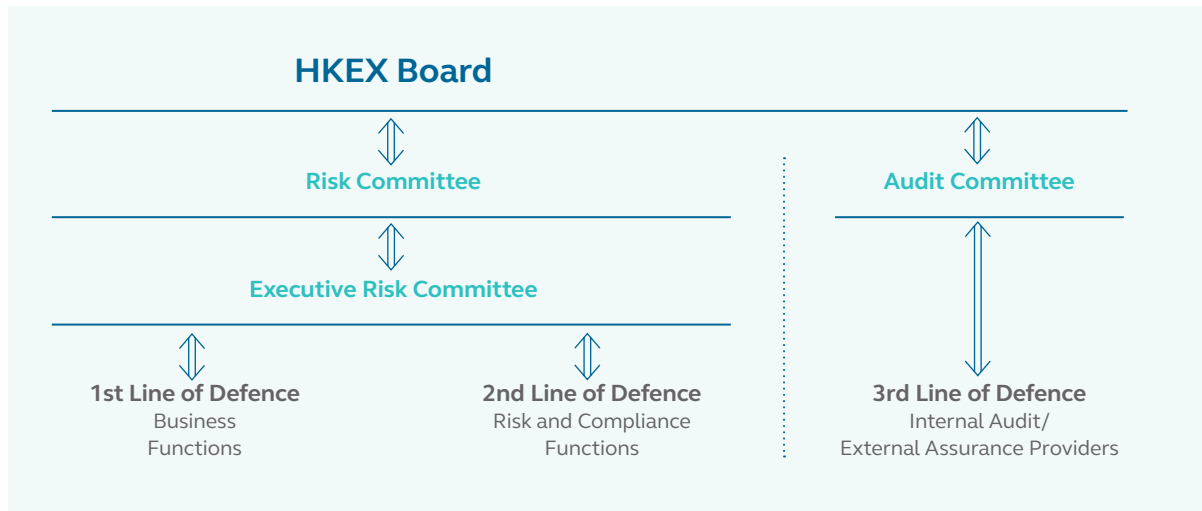 HKEX Board
Risk Committee
Audit Committee
Executive Risk Committee
1st Line of Defence
Business
Functions
2nd Line of Defence
Risk and Compliance
Functions
3rd Line of Defence
Internal Audit/
External Assurance Providers